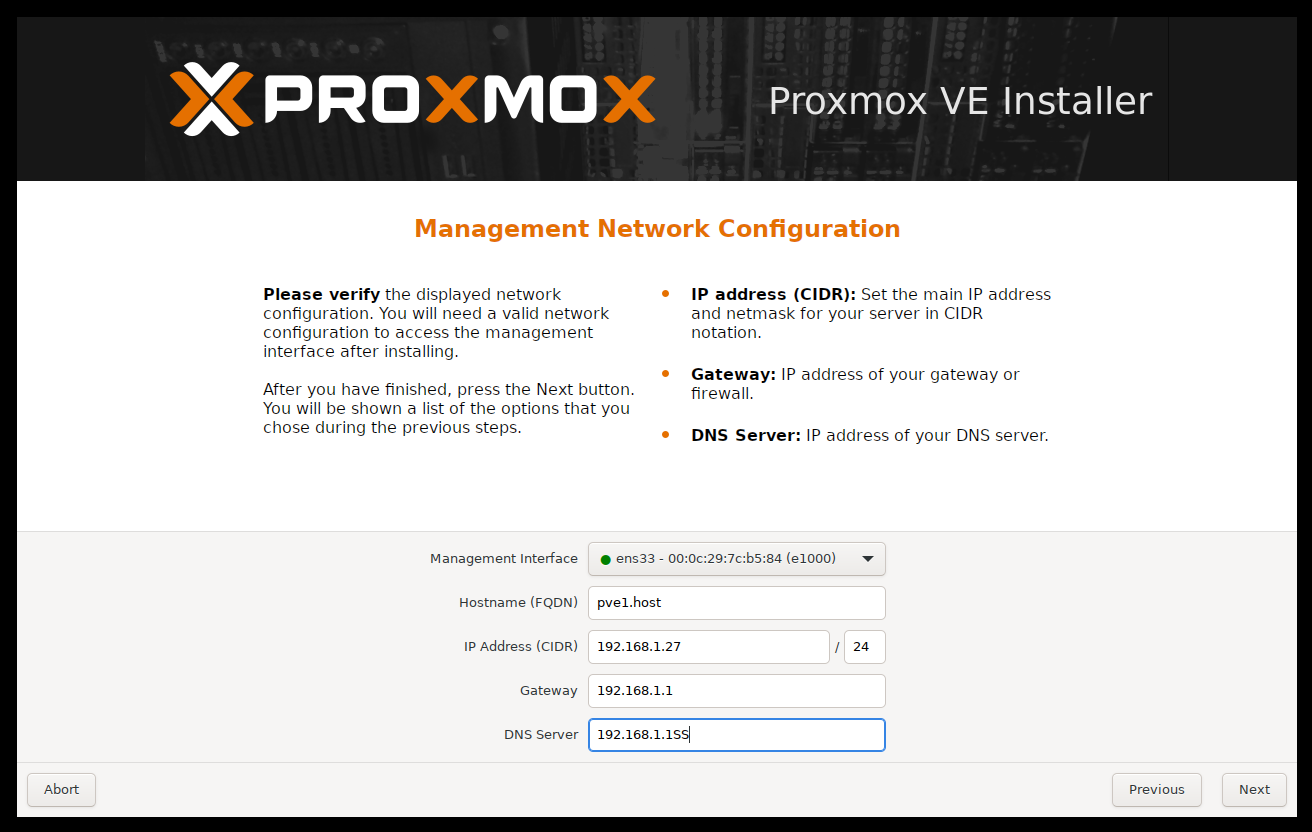 PROXMOX
Proxmox VE Installer
Management Network Configuration
Please verify the displayed network
configuration. You will need a valid network
configuration to access the management
interface after installing.
After you have finished, press the Next button.
You will be shown a list of the options that you
chose during the previous steps.
IP address (CIDR): Set the main IP address
and netmask for your server in CIDR
notation.
Gateway: IP address of your gateway or
firewall.
DNS Server: IP address of your DNS server.
Management Interface ens33 - 00:0c:29:7c:b5:84 (e1000)
Hostname (FQDN) pve1.host
IP Address (CIDR) 192.168.1.27 / 24
Gateway 192.168.1.1
DNS Server 192.168.1.1SS
Abort Previous Next